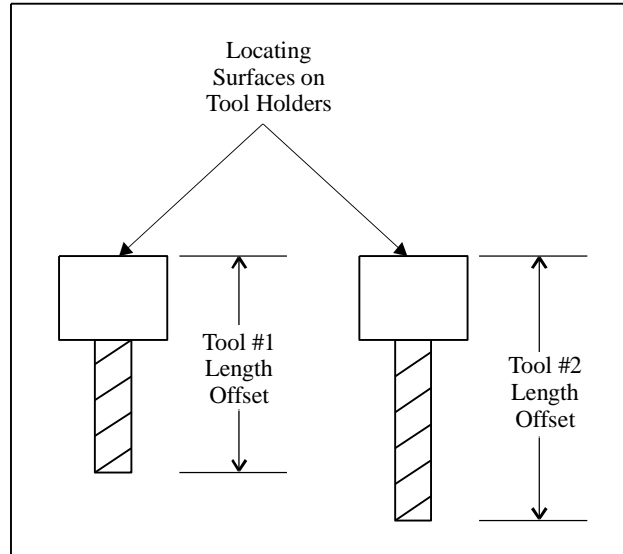 Locating
Surfaces on
Tool Holders
Tool #1
Length
Offset
Tool #2
Length
Offset